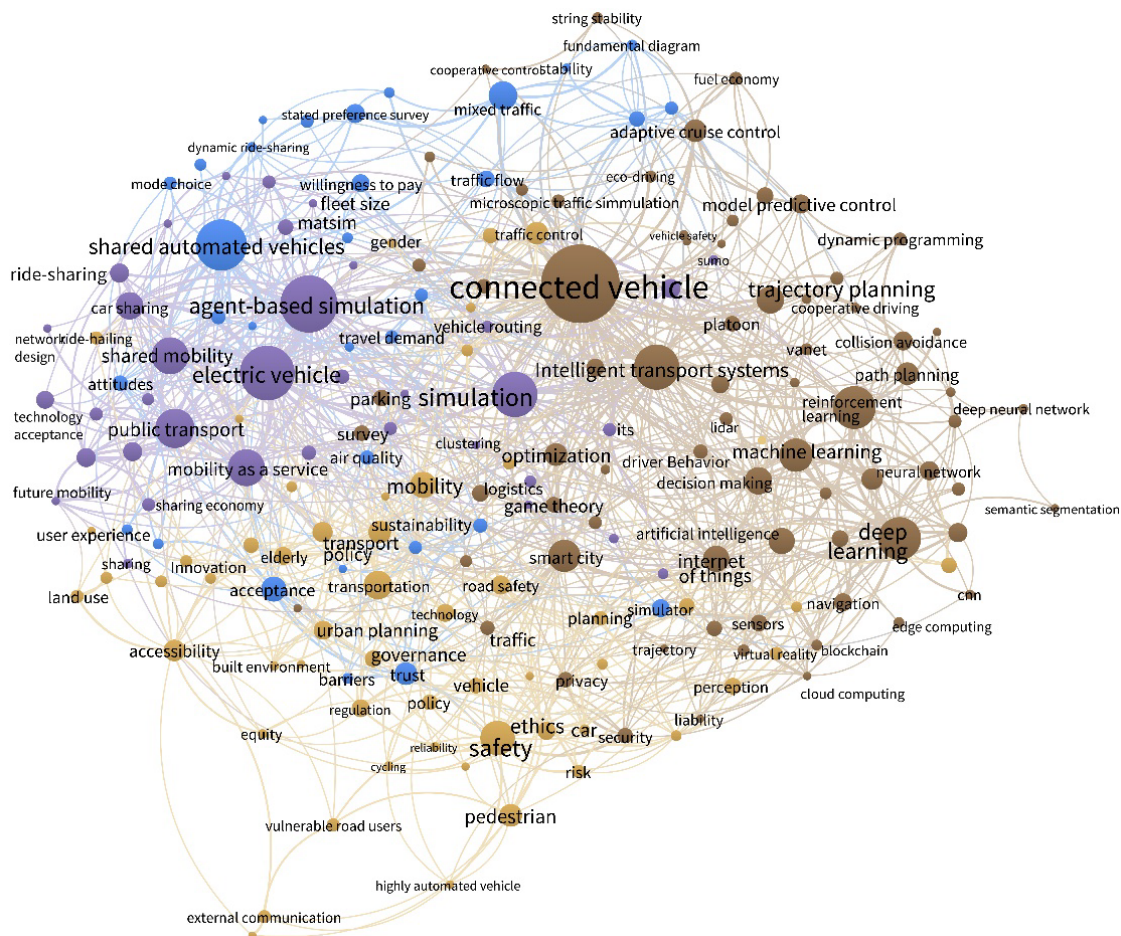 string stability
fundamental diagram
cooperative control
stability
fuel economy
mixed traffic
stated preference survey
adaptive cruise control
dynamic ride-sharing
mode choice
willingness to pay
traffic flow
eco-driving
fleet size
microscopic traffic simmulation
model predictive control
matsim
shared automated vehicles
gender
traffic control
vehicle safety
dynamic programming
sumo
ride-sharing
connected vehicle
trajectory planning
car sharing
agent-based simulation
cooperative driving
vehicle routing
platoon
network
design
ride-hailing
travel demand
collision avoidance
shared mobility
vanet
electric vehicle
Intelligent transport systems
path planning
attitudes
parking
simulation
reinforcement
learning
deep neural network
technology
acceptance
public transport
survey
its
lidar
clustering
machine learning
air quality
optimization
driver Behavior
mobility as a service
neural network
mobility
logistics
decision making
future mobility
sharing economy
game theory
semantic segmentation
user experience
sustainability
artificial intelligence
deep
learning
elderly
transport
policy
smart city
internet
of things
sharing
Innovation
land use
acceptance
transportation
road safety
cnn
technology
planning
simulator
navigation
urban planning
sensors
edge computing
traffic
accessibility
governance
trajectory
virtual reality
blockchain
built environment
barriers
trust
vehicle
privacy
perception
cloud computing
regulation
policy
equity
ethics
car
security
liability
safety
reliability
cycling
risk
vulnerable road users
pedestrian
highly automated vehicle
external communication